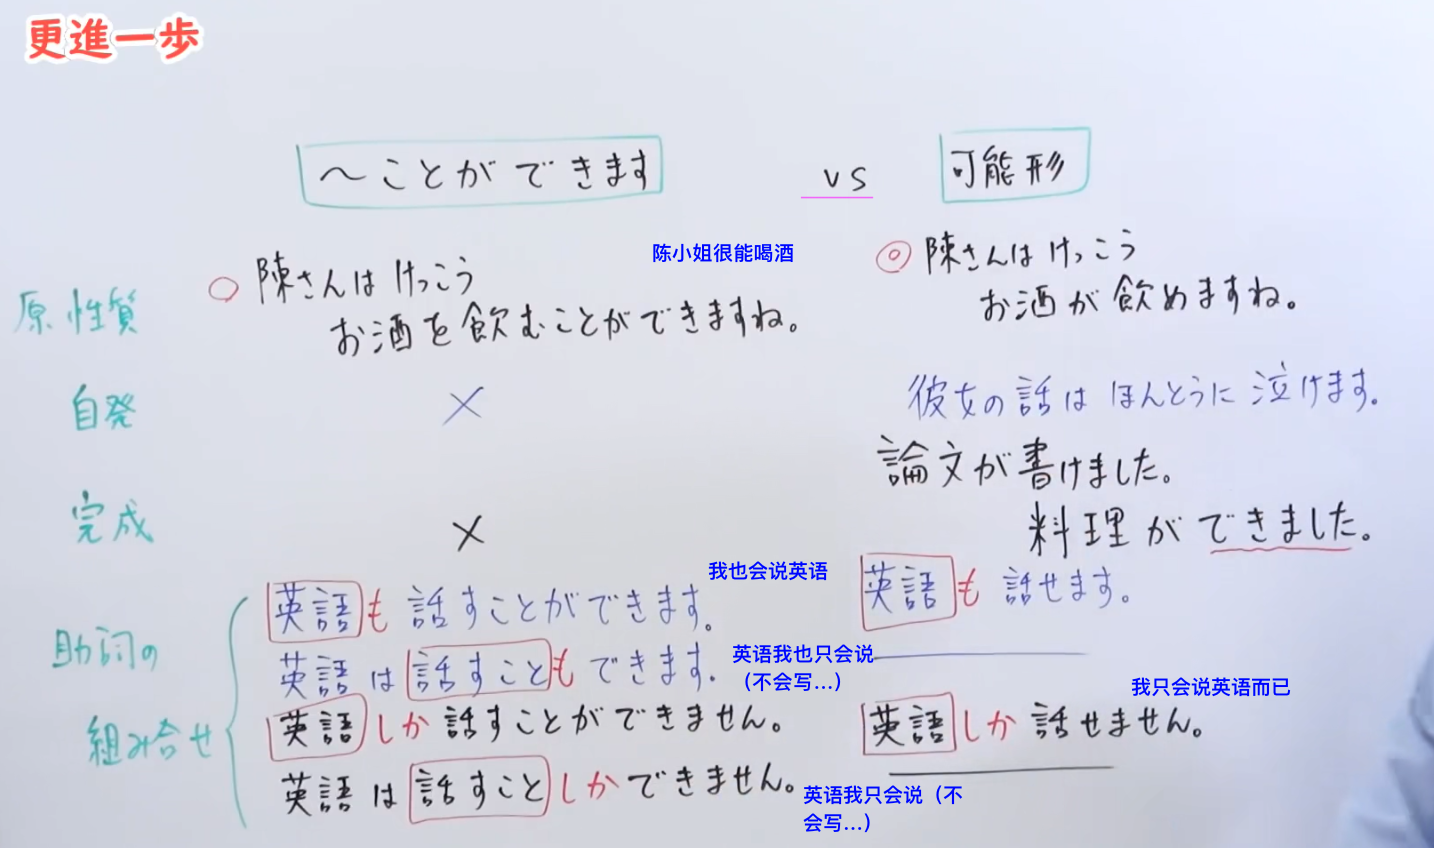 更進一歩
～ことができます
vs
可能形
原性質
○ 陳さんは けっこう
お酒を飲むことができますね。
陈小姐很能喝酒
◎ 陳さんは けっこう
お酒が飲めますね。
自発
×
彼女の話は ほんとうに 泣けます。
完成
×
論文が書けました。
料理ができました。
助詞の
組み合せ
英語も 話すことができます。
我也会说英语
英語も 話せます。
英語は話すことも できます.
英语我也只会说
（不会写...）
英語しか 話すことができません。
我只会说英语而已
英語しか 話せません。
英語は 話すことしかできません。
英语我只会说（不
会写...）